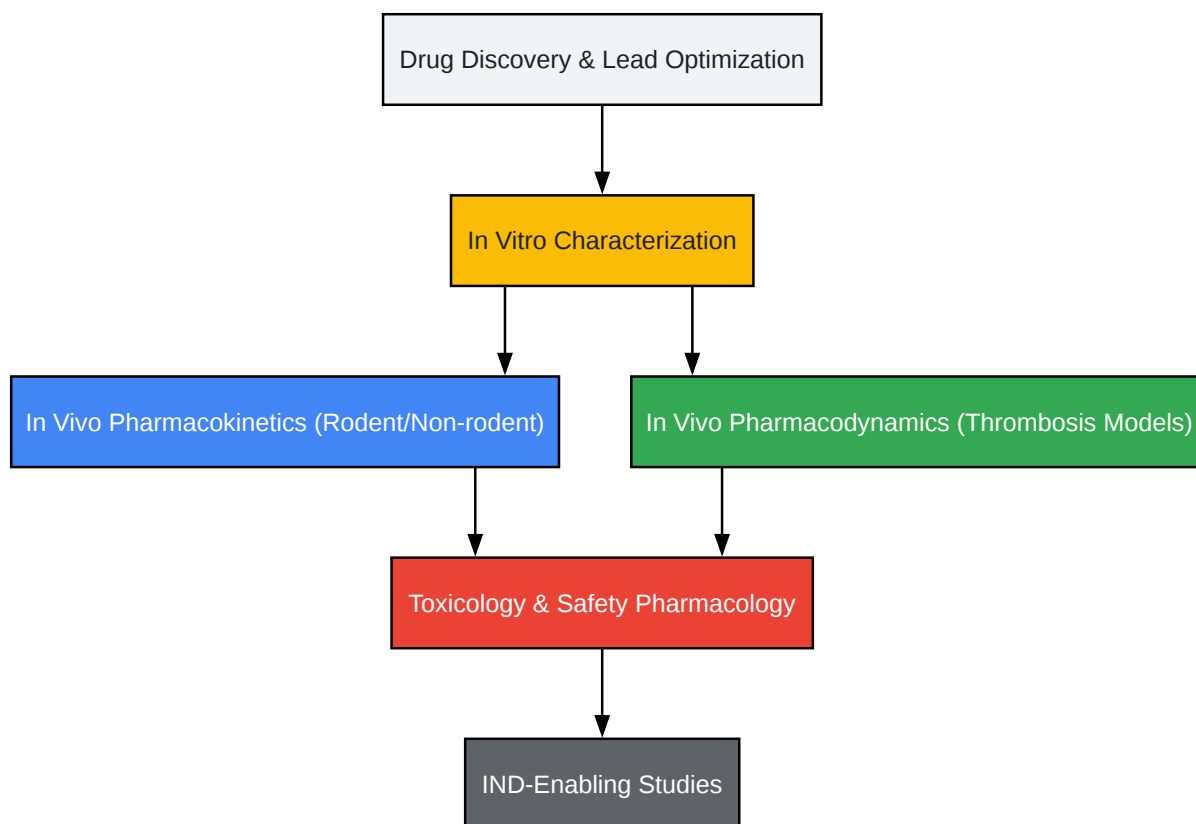 Drug Discovery & Lead Optimization
In Vitro Characterization
In Vivo Pharmacokinetics (Rodent/Non-rodent)
In Vivo Pharmacodynamics (Thrombosis Models)
Toxicology & Safety Pharmacology
IND-Enabling Studies